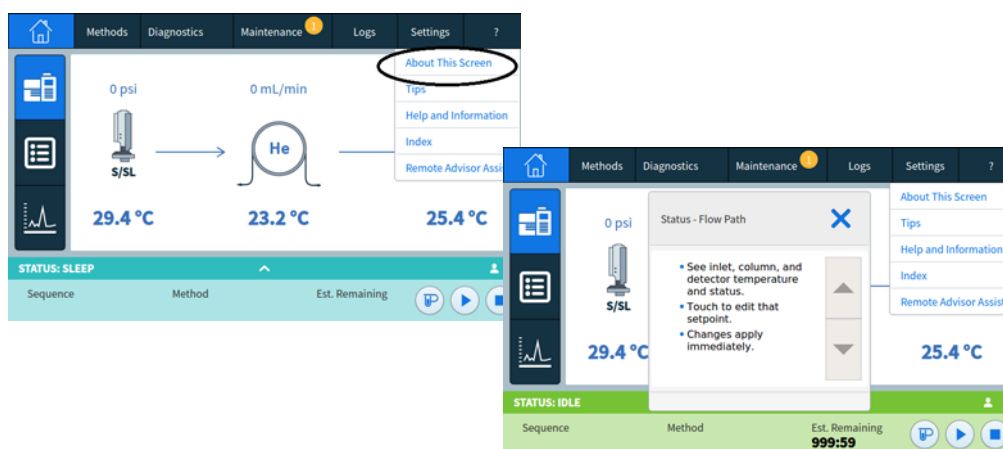 Methods Diagnostics Maintenance 1 Logs Settings ?
About This Screen
Tips
Help and Information
Index
Remote Advisor Assi
0 psi 0 mL/min
He
S/SL
29.4 °C 23.2 °C 25.4 °C
STATUS: SLEEP
Sequence Method Est. Remaining
P
Methods Diagnostics Maintenance 1 Logs Settings ?
About This Screen
Tips
Help and Information
Index
Remote Advisor Assist
0 psi
S/SL
29.4 °C 25.4 °C
Status - Flow Path
▪ See inlet, column, and
detector temperature
and status.
▪ Touch to edit that
setpoint.
▪ Changes apply
immediately.
STATUS: IDLE
Sequence Method Est. Remaining
999:59
P